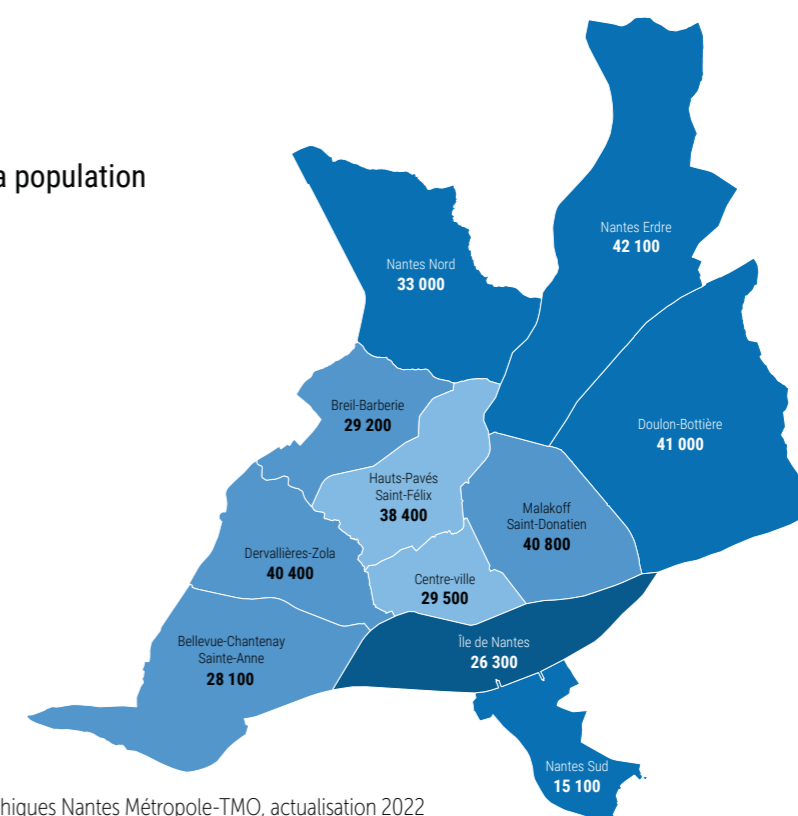 a population
Nantes Erdre
42 100
Nantes Nord
33 000
Breil-Barberie
29 200
Doulon-Bottière
41 000
Hauts-Pavés
Saint-Félix
38 400
Malakoff
Saint-Donatien
40 800
Dervallières-Zola
40 400
Centre-ville
29 500
Bellevue-Chantenay
Sainte-Anne
28 100
Île de Nantes
26 300
Nantes Sud
15 100
hiques Nantes Métropole-TMO, actualisation 2022